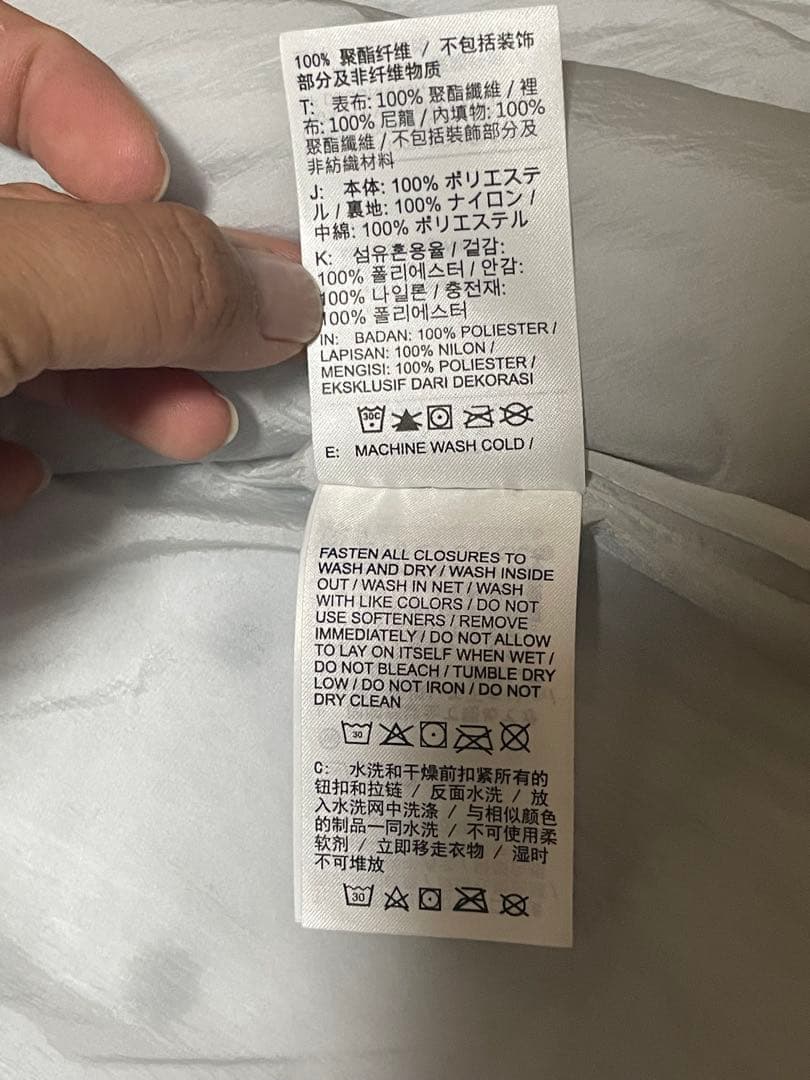 100% 聚酯纤维 / 不包括装饰
部分及非纤维物质
T: 表布: 100% 聚酯纖維 / 裡
布: 100% 尼龍 / 內填物: 100%
聚酯纖維 / 不包括裝飾部分及
非紡織材料
J: 本体: 100% ポリエステ
ル / 裏地: 100% ナイロン /
中綿: 100% ポリエステル
K: 섬유혼용율 / 겉감:
100% 폴리에스터 / 안감:
100% 나일론 / 충전재:
100% 폴리에스터
IN: BADAN: 100% POLIESTER /
LAPISAN: 100% NILON /
MENGISI: 100% POLIESTER /
EKSKLUSIF DARI DEKORASI
30C
E: MACHINE WASH COLD /
FASTEN ALL CLOSURES TO
WASH AND DRY / WASH INSIDE
OUT / WASH IN NET / WASH
WITH LIKE COLORS / DO NOT
USE SOFTENERS / REMOVE
IMMEDIATELY / DO NOT ALLOW
TO LAY ON ITSELF WHEN WET /
DO NOT BLEACH / TUMBLE DRY
LOW / DO NOT IRON / DO NOT
DRY CLEAN
30
C: 水洗和干燥前扣紧所有的
钮扣和拉链 / 反面水洗 / 放
入水洗网中洗涤 / 与相似颜色
的制品一同水洗 / 不可使用柔
软剂 / 立即移走衣物 / 湿时
不可堆放
30